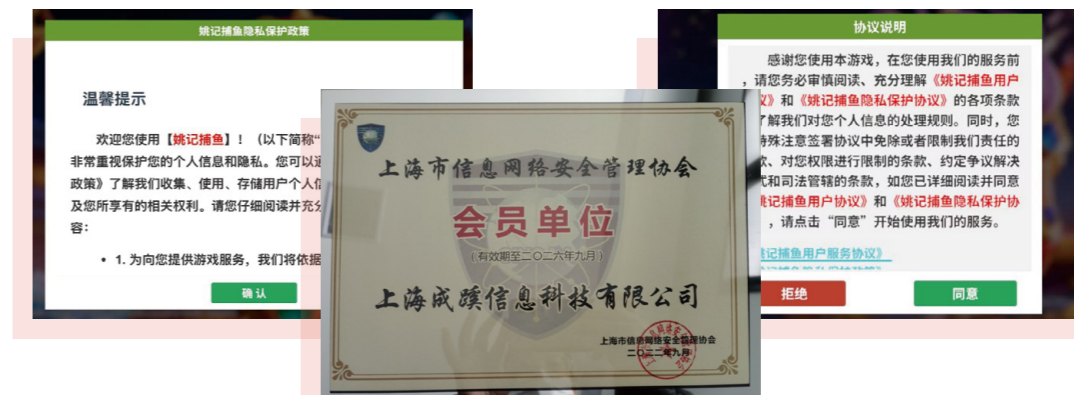 姚记捕鱼隐私保护政策
温馨提示
欢迎您使用【姚记捕鱼】！（以下简称“
非常重视保护您的个人信息和隐私。您可以通
政策》了解我们收集、使用、存储用户个人信
及您所享有的相关权利。请您仔细阅读并充分
容：
• 1. 为向您提供游戏服务，我们将依据
确 认
上海市信息网络安全管理协会
会员单位
（有效期至二〇二六年九月）
上海成蹊信息科技有限公司
上海市信息网络安全管理协会
二〇二二年九月
协议说明
感谢您使用本游戏，在您使用我们的服务前
，请您务必审慎阅读、充分理解《姚记捕鱼用户
议》和《姚记捕鱼隐私保护协议》的各项条款
了解我们对您个人信息的处理规则。同时，您
特殊注意签署协议中免除或者限制我们责任的
款、对您权限进行限制的条款、约定争议解决
式和司法管辖的条款，如您已详细阅读并同意
姚记捕鱼用户协议》和《姚记捕鱼隐私保护协
，请点击“同意”开始使用我们的服务。
姚记捕鱼用户服务协议》
拒绝
同意